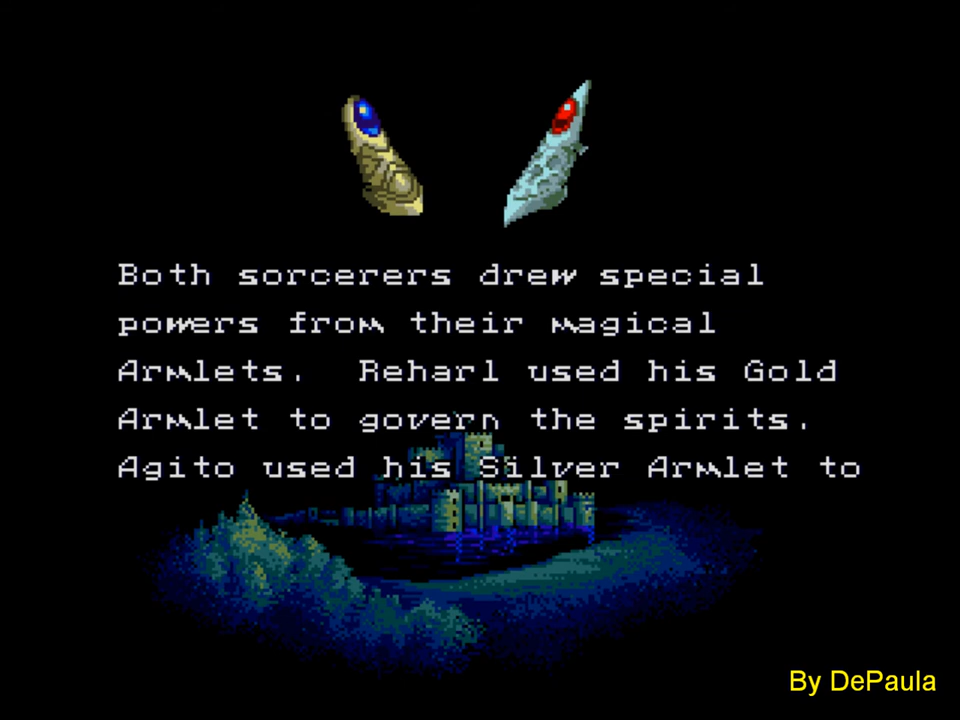 Both sorcerers drew special
powers from their magical
Armlets. Reharl used his Gold
Armlet to govern the spirits.
Agito used his Silver Armlet to
By DePaula